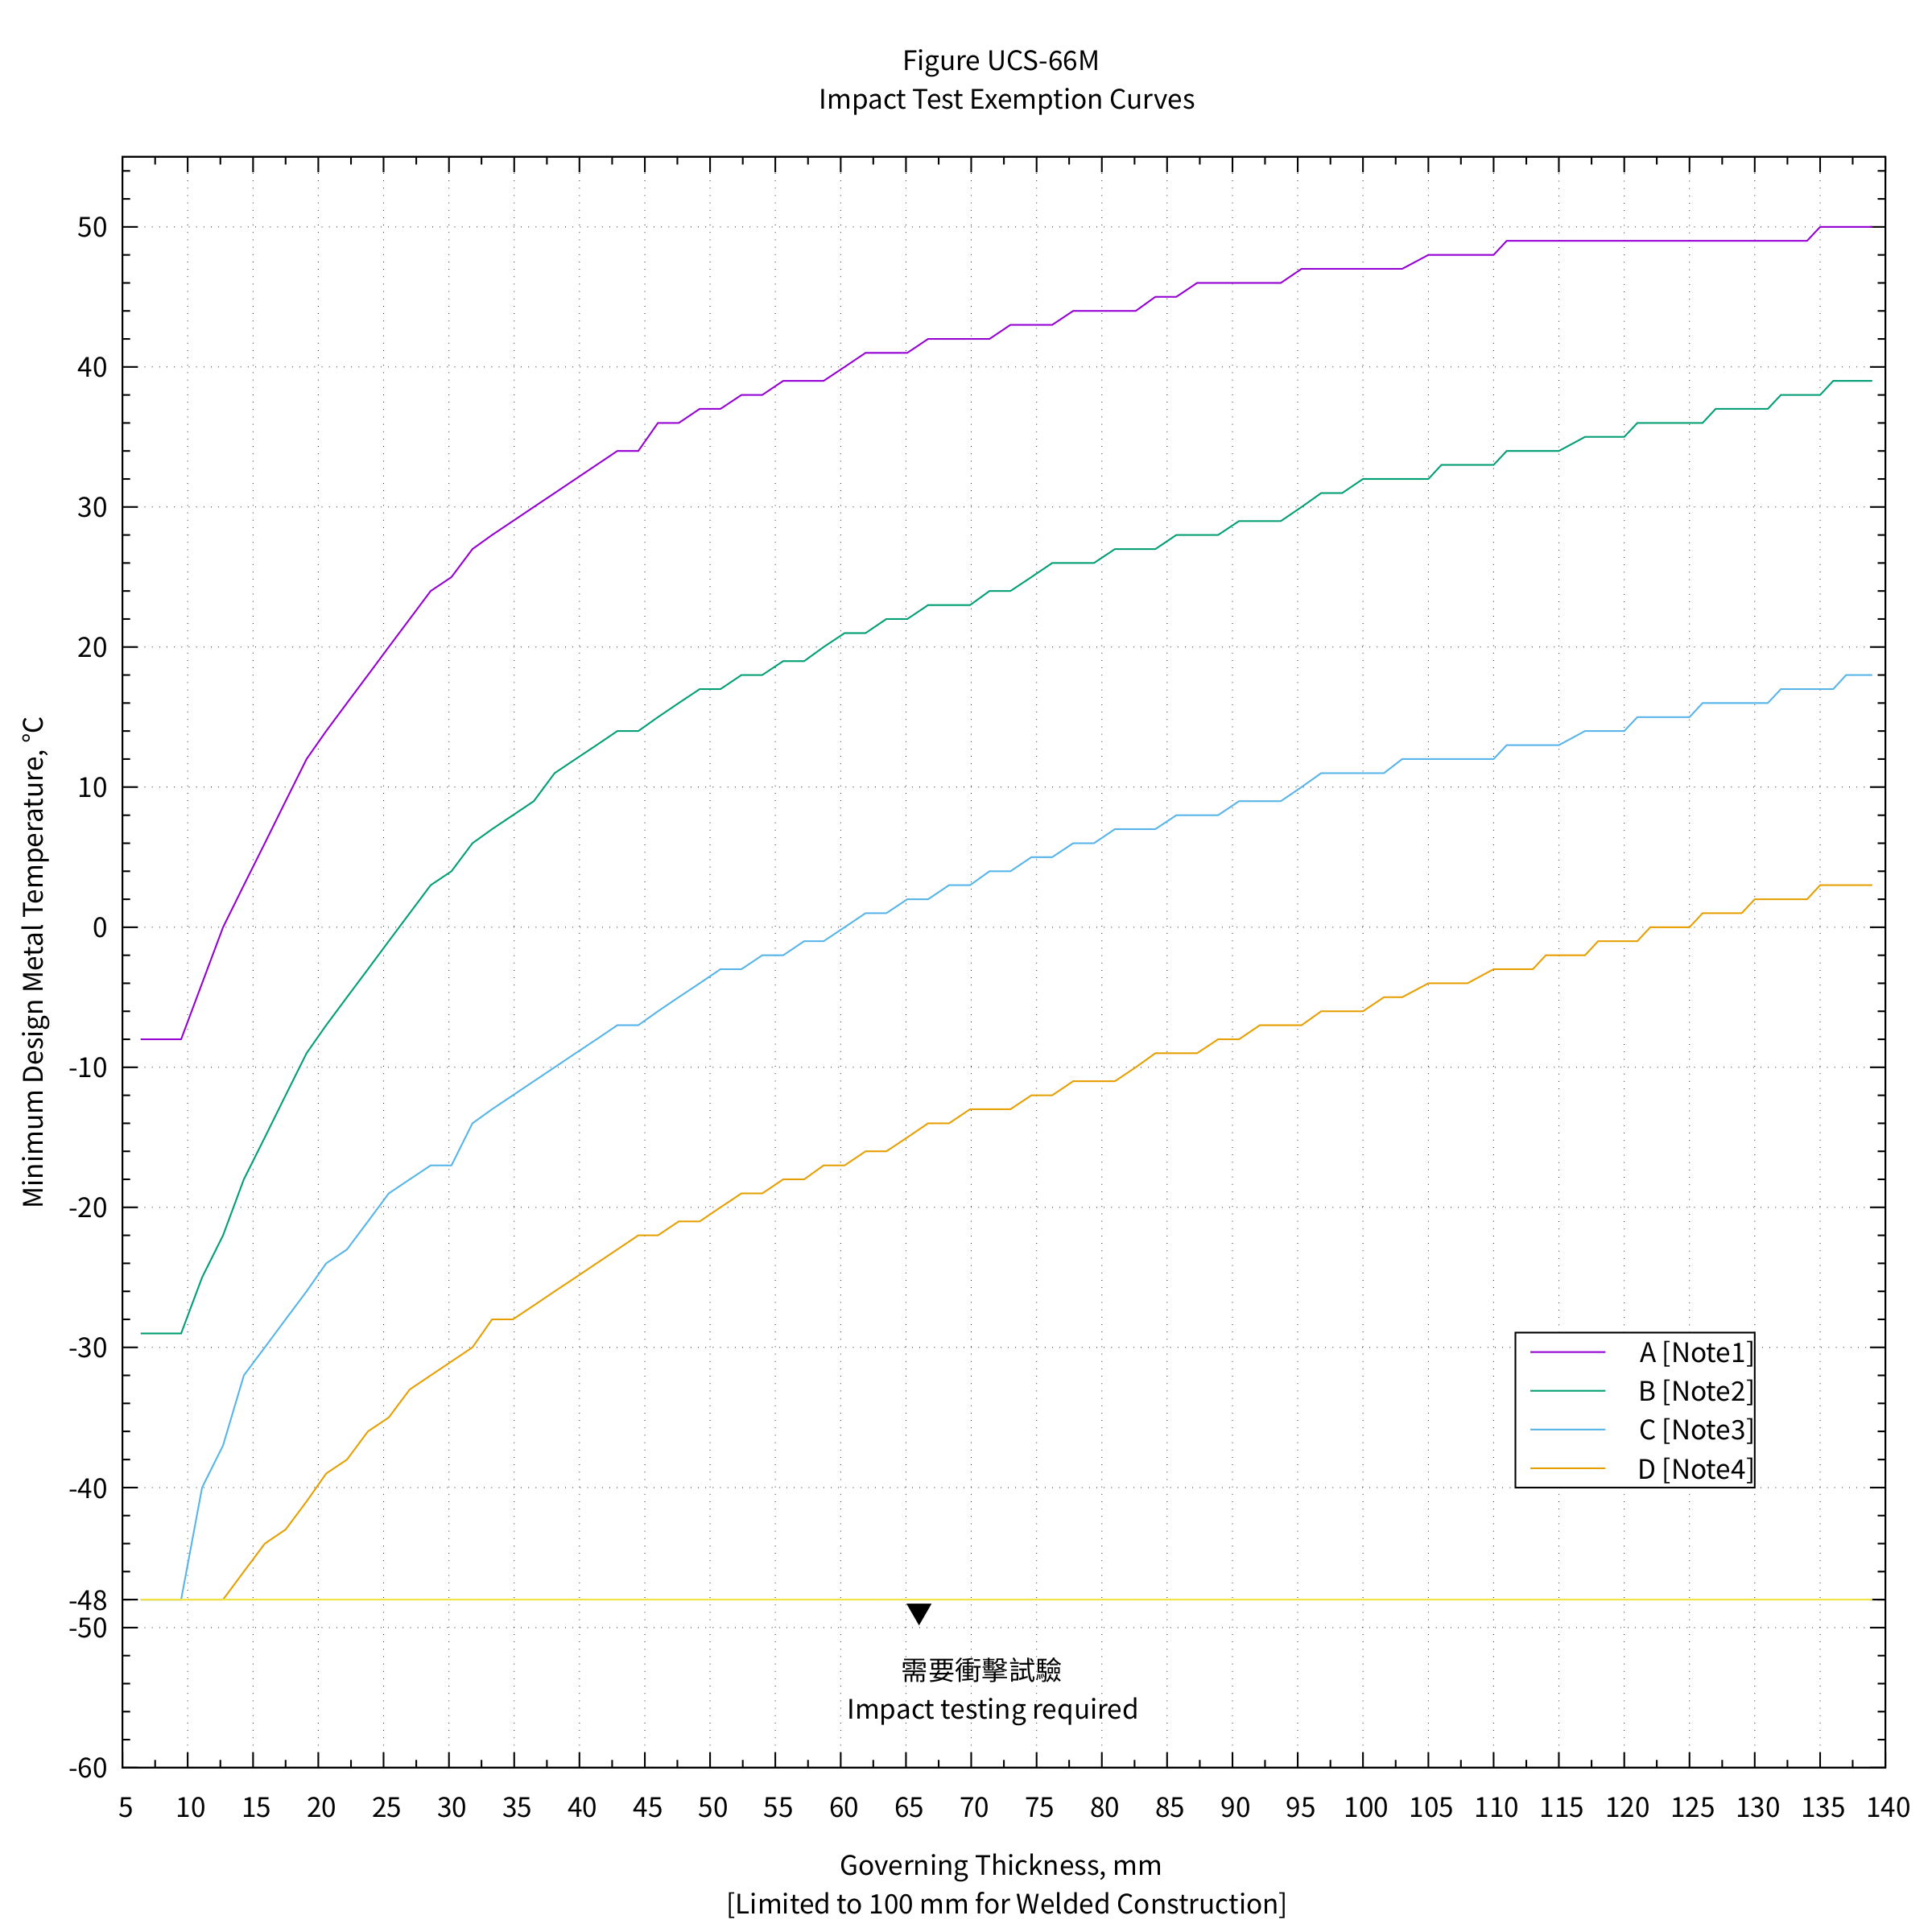 Figure UCS-66M
Impact Test Exemption Curves
Minimum Design Metal Temperature, °C
50
40
30
20
10
0
-10
-20
-30
-40
-48
-50
-60
A [Note1]
B [Note2]
C [Note3]
D [Note4]
需要衝擊試驗
Impact testing required
5 10 15 20 25 30 35 40 45 50 55 60 65 70 75 80 85 90 95 100 105 110 115 120 125 130 135 140
Governing Thickness, mm
[Limited to 100 mm for Welded Construction]